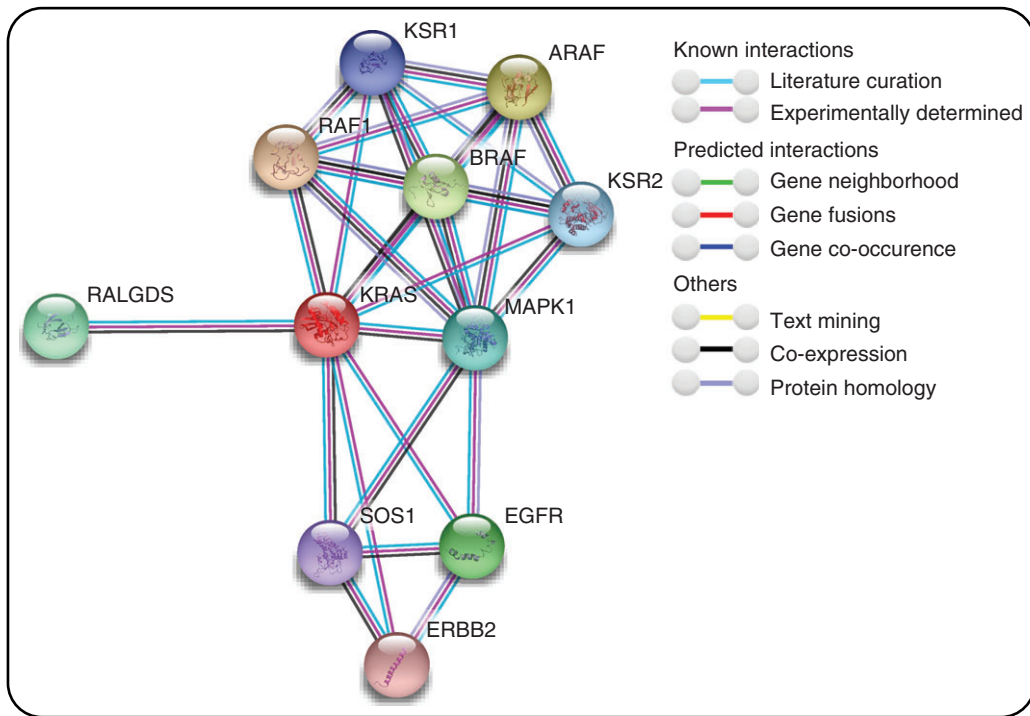 KSR1
ARAF
RAF1
BRAF
KSR2
RALGDS
KRAS
MAPK1
SOS1
EGFR
ERBB2
Known interactions
Literature curation
Experimentally determined
Predicted interactions
Gene neighborhood
Gene fusions
Gene co-occurence
Others
Text mining
Co-expression
Protein homology